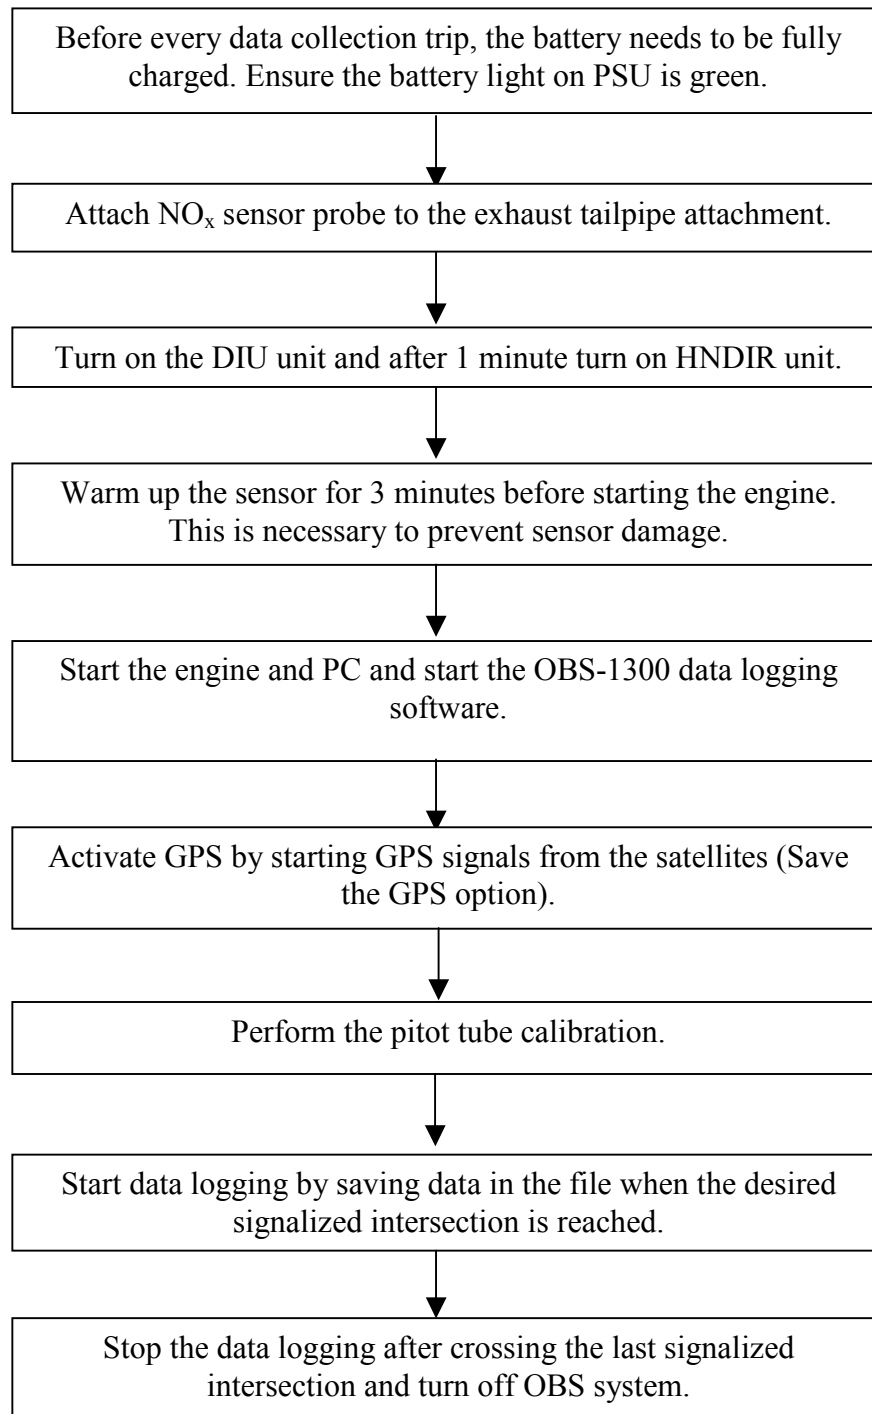 Before every data collection trip, the battery needs to be fully
charged. Ensure the battery light on PSU is green.
Attach NOx sensor probe to the exhaust tailpipe attachment.
Turn on the DIU unit and after 1 minute turn on HNDIR unit.
Warm up the sensor for 3 minutes before starting the engine.
This is necessary to prevent sensor damage.
Start the engine and PC and start the OBS-1300 data logging
software.
Activate GPS by starting GPS signals from the satellites (Save
the GPS option).
Perform the pitot tube calibration.
Start data logging by saving data in the file when the desired
signalized intersection is reached.
Stop the data logging after crossing the last signalized
intersection and turn off OBS system.